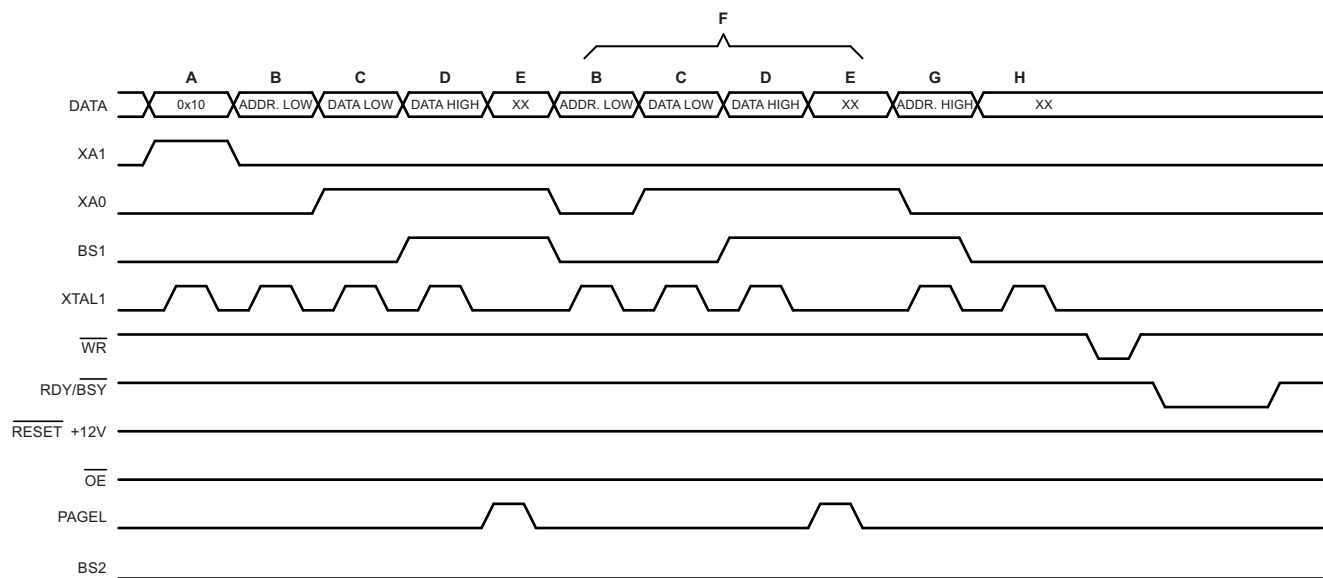 F
A B C D E B C D E G H
DATA 0x10 ADDR. LOW DATA LOW DATA HIGH XX ADDR. LOW DATA LOW DATA HIGH XX ADDR. HIGH XX
XA1
XA0
BS1
XTAL1
WR
RDY/BSY
RESET +12V
OE
PAGEL
BS2